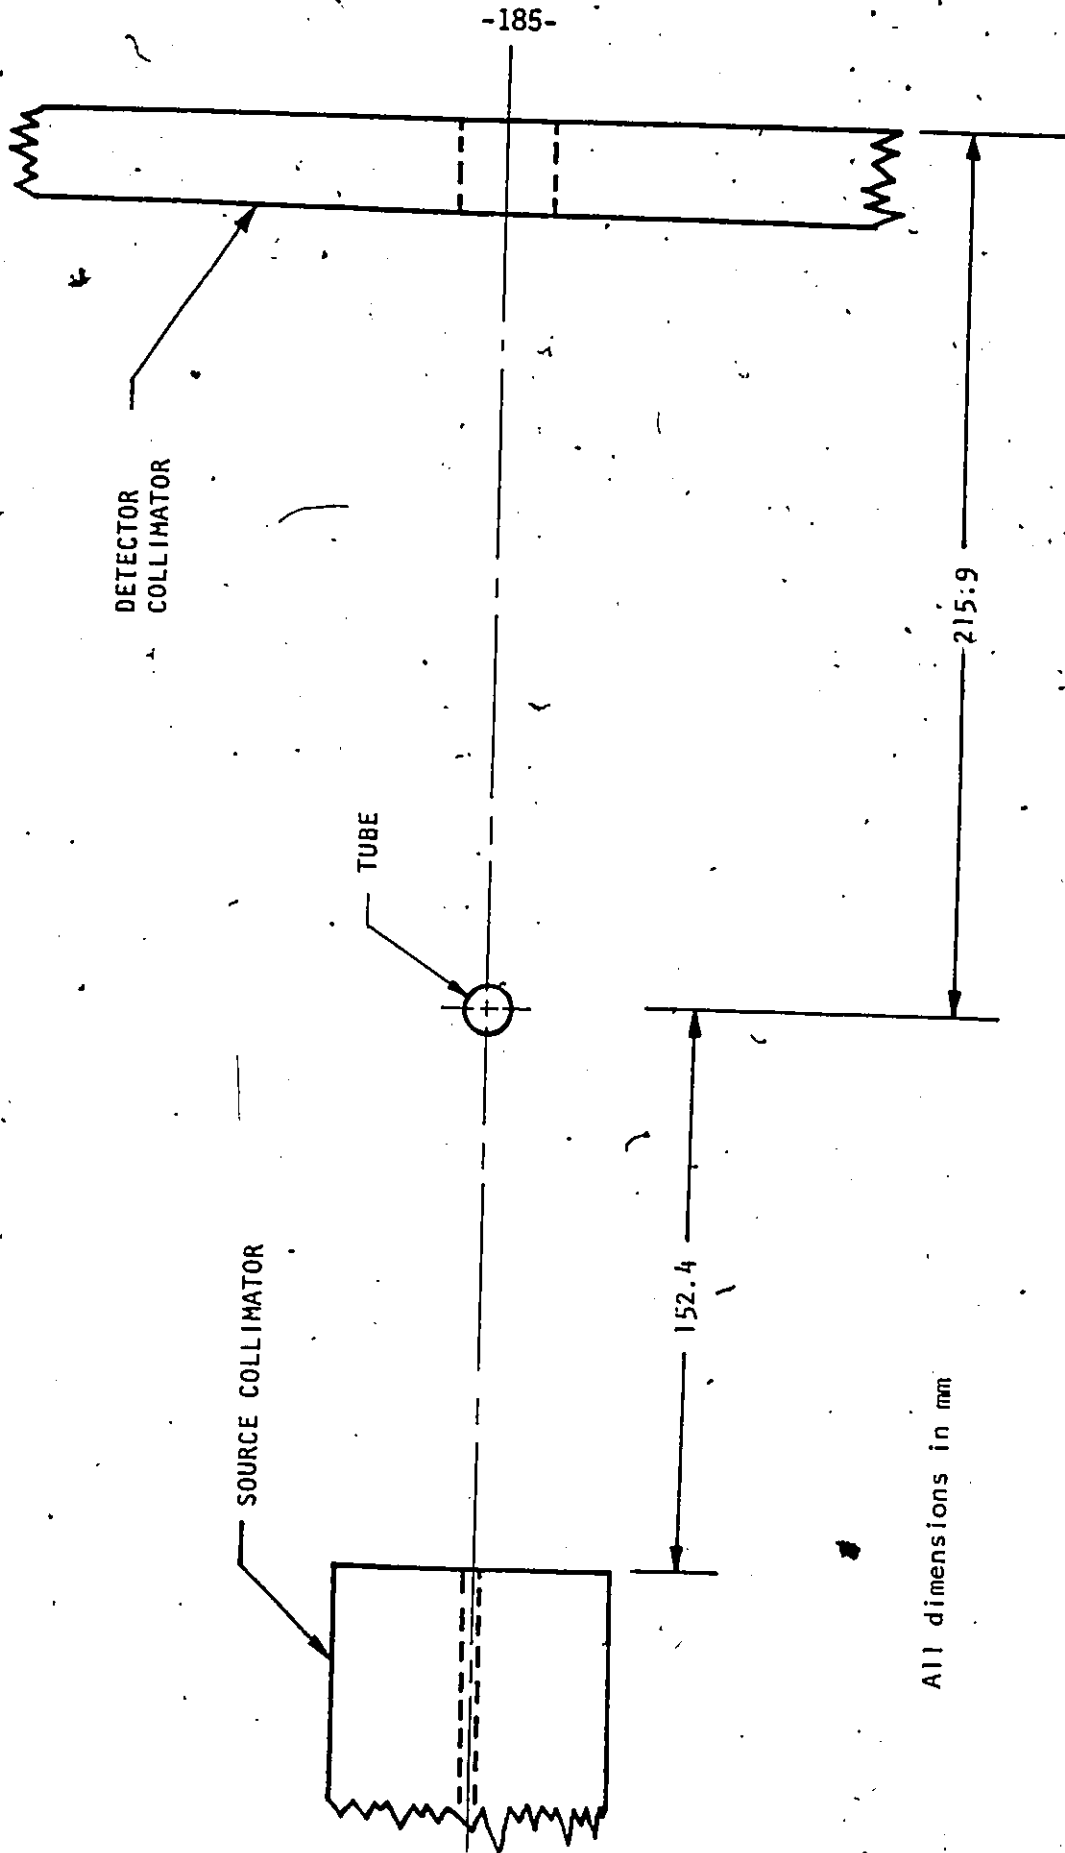 -185-
DETECTOR
COLLIMATOR
TUBE
SOURCE COLLIMATOR
215.9
152.4
All dimensions in mm